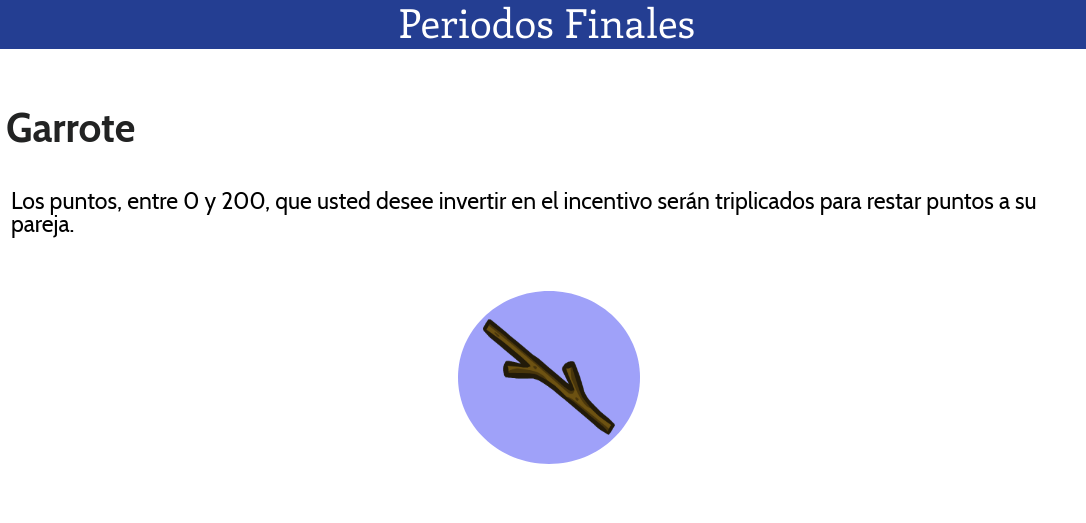 Periodos Finales
Garrote
Los puntos, entre 0 y 200, que usted desee invertir en el incentivo serán triplicados para restar puntos a su
pareja.